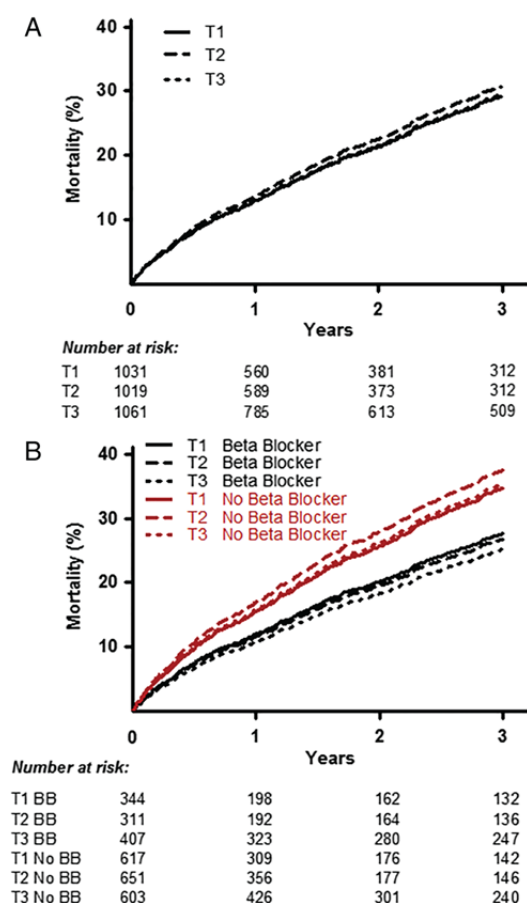 A
T1
T2
T3
40
30
20
10
Mortality (%)
0 1 2 3
Years
Number at risk:
T1 1031 560 381 312
T2 1019 589 373 312
T3 1061 785 613 509
B
T1 Beta Blocker
T2 Beta Blocker
T3 Beta Blocker
T1 No Beta Blocker
T2 No Beta Blocker
T3 No Beta Blocker
40
30
20
10
Mortality (%)
0 1 2 3
Years
Number at risk:
T1 BB 344 198 162 132
T2 BB 311 192 164 136
T3 BB 407 323 280 247
T1 No BB 617 309 176 142
T2 No BB 651 356 177 146
T3 No BB 603 426 301 240